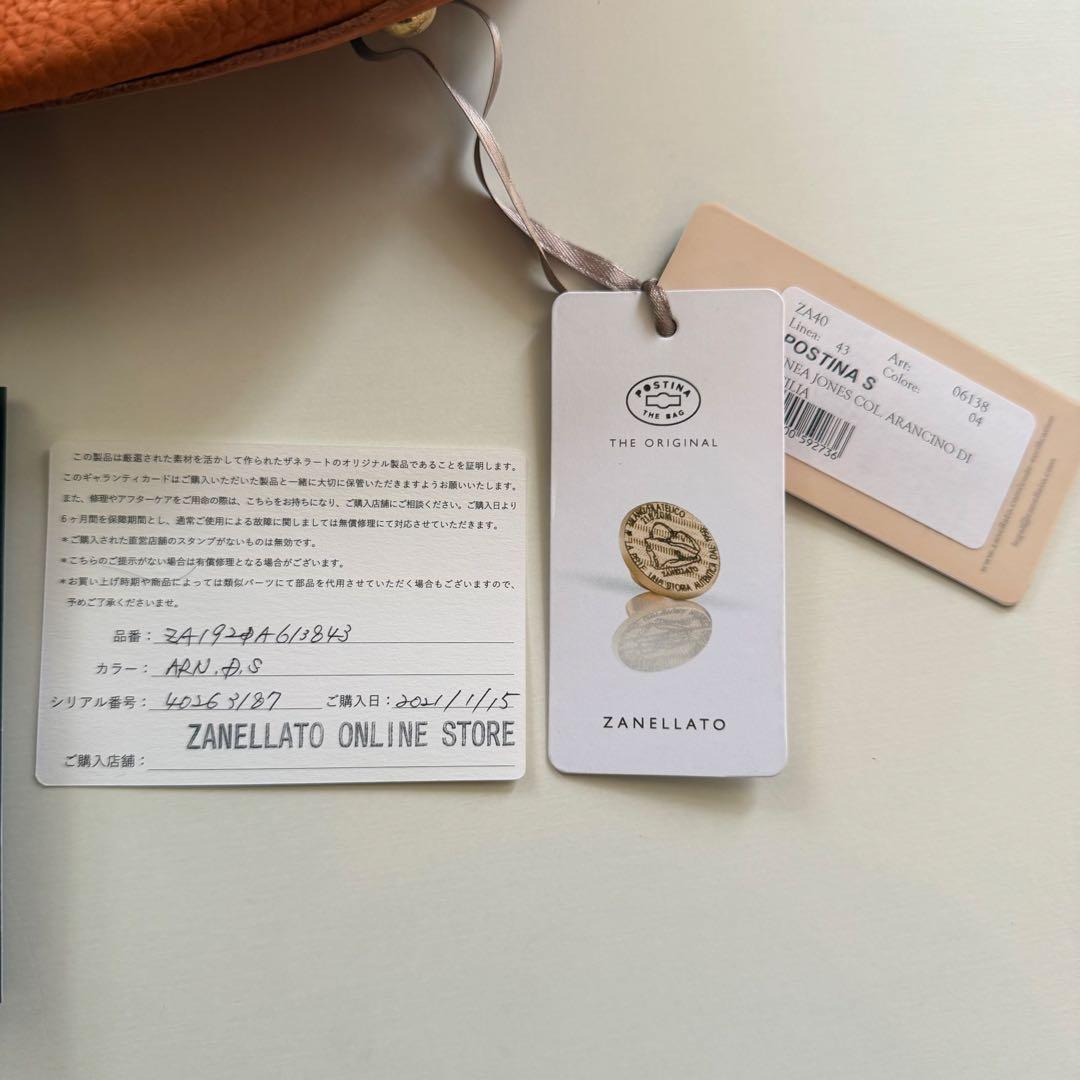 この製品は厳選された素材を活かして作られたザネラートのオリジナル製品であることを証明します。
このギャランティカードはご購入いただいた製品と一緒に大切に保管いただきますようお願いいたします。
また、修理やアフターケアをご用命の際は、こちらをお持ちになり、ご購入店舗にご相談ください。ご購入日より
6ヶ月間を保障期間とし、通常ご使用による故障に関しましては無償修理にて対応させていただきます。
*ご購入された直営店舗のスタンプがないものは無効です。
*こちらのご提示がない場合は有償修理となる場合がございます。
*お買い上げ時期や商品によっては類似パーツにて部品を代用させていただく場合もございますので、
予めご了承くださいませ。
品番:
カラー: ARN.D.S
シリアル番号: 40263187 ご購入日: 2021/1/15
ZANELLATO ONLINE STORE
ご購入店舗:
POSTINA
THE BAG
THE ORIGINAL
ZANELLATO
ZANELLATO
ZA40
Linea: 43 Art: 06138
Colore: 04
POSTINA S
NEA JONES COL. ARANCINO DI
ILIA
00 592736